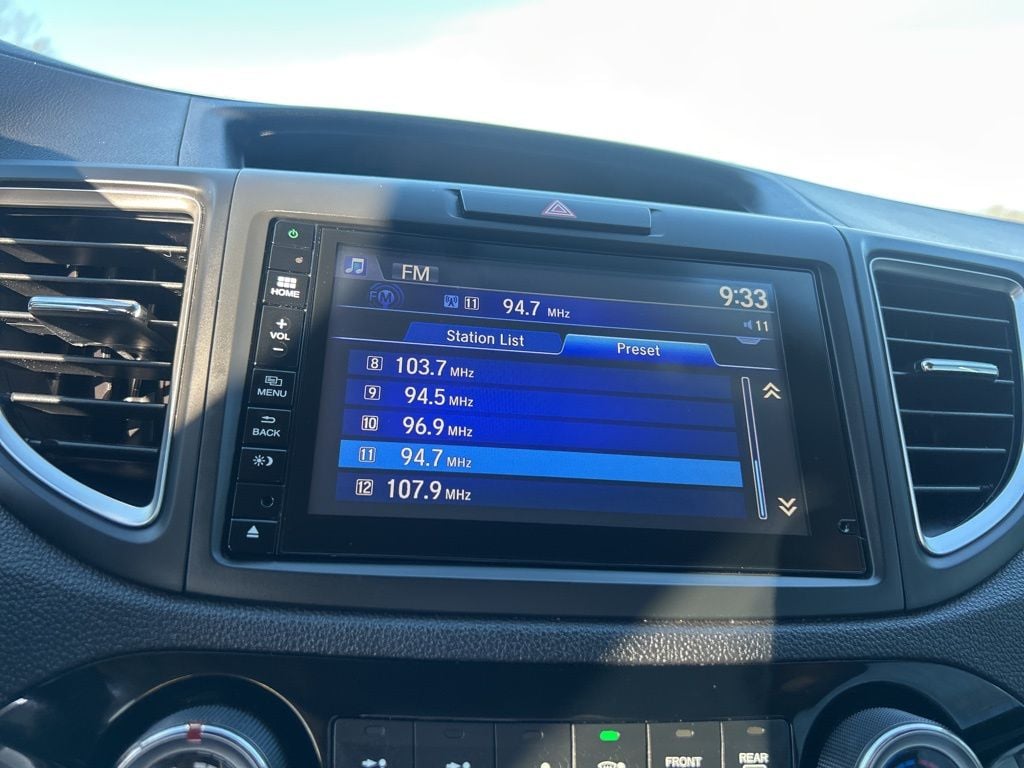 FM
9:33
FM 11 94.7 MHz
11
Station List Preset
8 103.7 MHz
9 94.5 MHz
10 96.9 MHz
11 94.7 MHz
12 107.9 MHz
HOME
+
VOL
−
MENU
BACK
FRONT
REAR